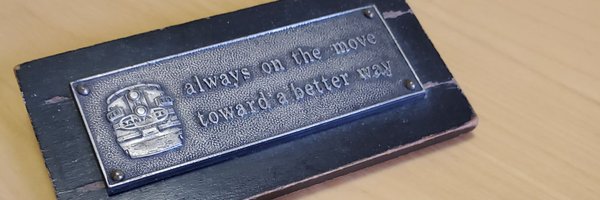 always on the move
toward a better way